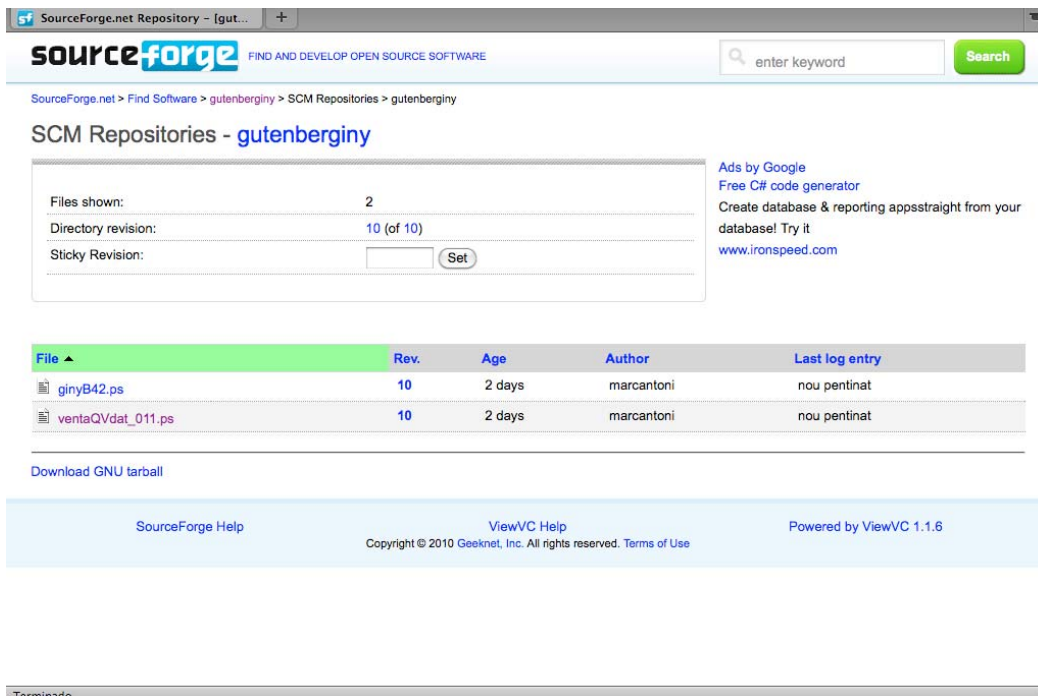 SourceForge.net Repository - [gut...
sourceforge FIND AND DEVELOP OPEN SOURCE SOFTWARE
enter keyword
Search
SourceForge.net > Find Software > gutenberginy > SCM Repositories > gutenberginy
SCM Repositories - gutenberginy
Files shown: 2
Directory revision: 10 (of 10)
Sticky Revision: Set
Ads by Google
Free C# code generator
Create database & reporting appsstraight from your
database! Try it
www.ironspeed.com
File Rev. Age Author Last log entry
ginyB42.ps 10 2 days marcantoni nou pentinat
ventaQVdat_011.ps 10 2 days marcantoni nou pentinat
Download GNU tarball
SourceForge Help ViewVC Help Powered by ViewVC 1.1.6
Copyright © 2010 Geeknet, Inc. All rights reserved. Terms of Use
Terminado